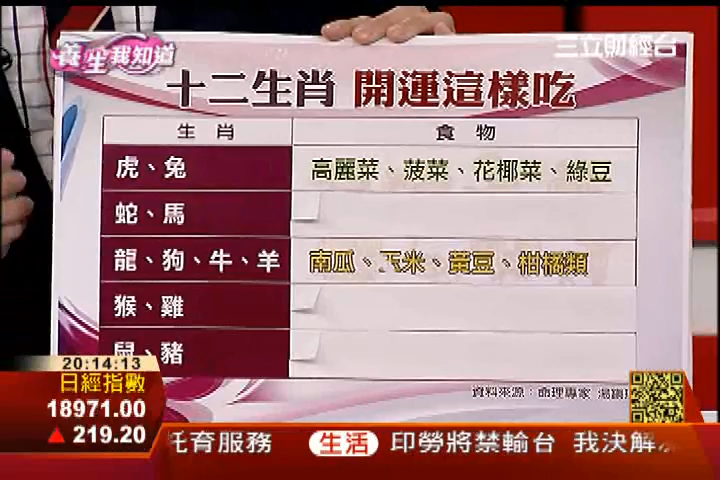 養生我知道
三立財經台
十二生肖 開運這樣吃
生肖 食物
虎、兔 高麗菜、菠菜、花椰菜、綠豆
蛇、馬
龍、狗、牛、羊 南瓜、玉米、黃豆、柑橘類
猴、雞
鼠、豬
資料來源：命理專家 湯鎮
20:14:13
日經指數
18971.00
▲ 219.20
托育服務 生活 印勞將禁輸台 我決解